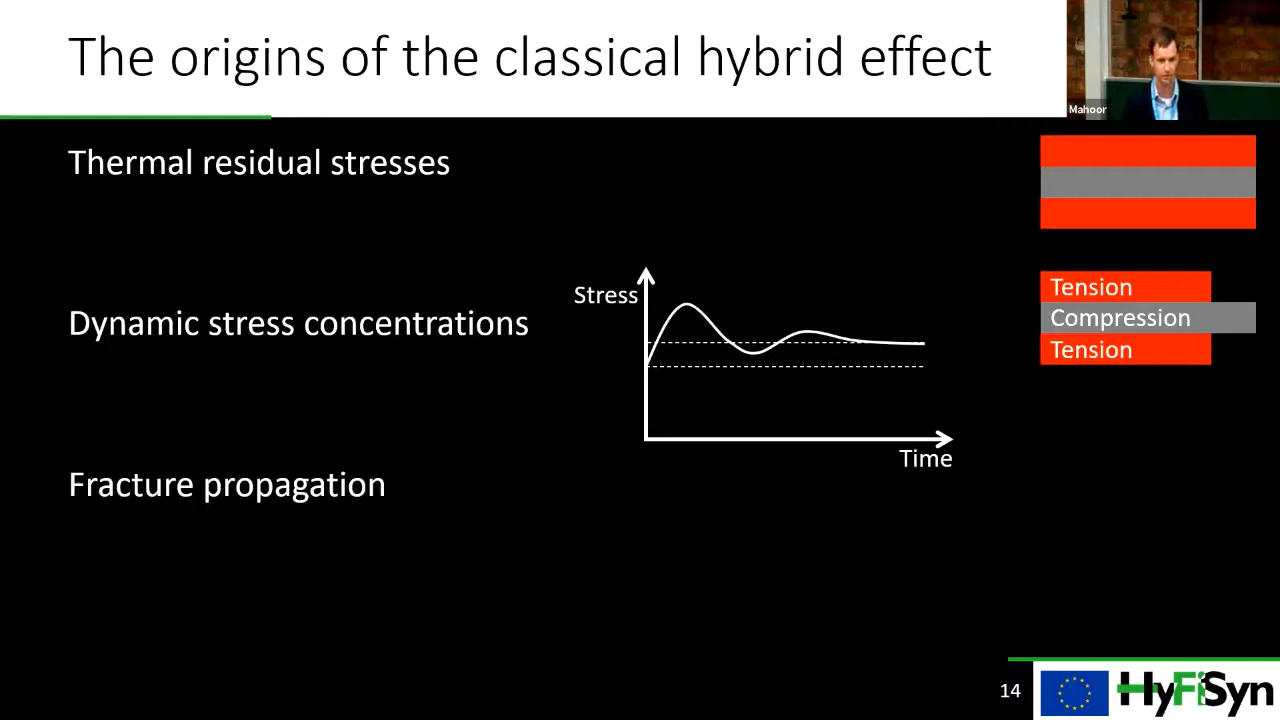 The origins of the classical hybrid effect
Mahoor
Thermal residual stresses
Tension
Stress
Compression
Dynamic stress concentrations
Tension
Time
Fracture propagation
14
HyFiSyn